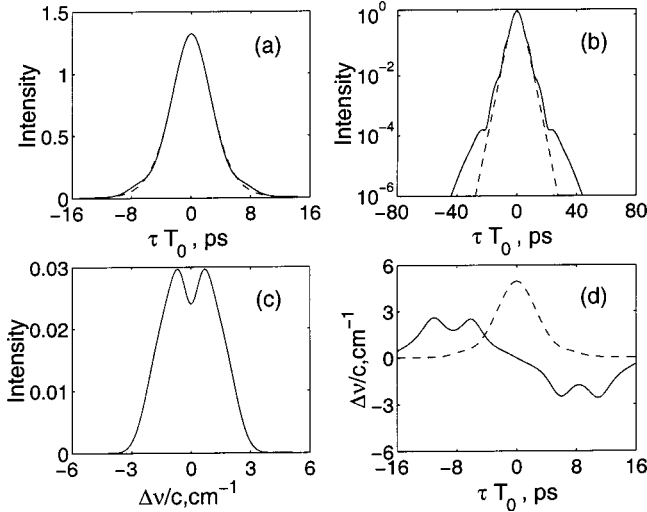 (a)
Intensity
1.5
1
0.5
0
-16 -8 0 8 16
τ T₀ , ps
(b)
Intensity
10⁰
10⁻²
10⁻⁴
10⁻⁶
-80 -40 0 40 80
τ T₀ , ps
(c)
Intensity
0.03
0.02
0.01
0
-6 -3 0 3 6
Δν/c,cm⁻¹
(d)
Δν/c,cm⁻¹
6
3
0
-3
-6
-16 -8 0 8 16
τ T₀ , ps